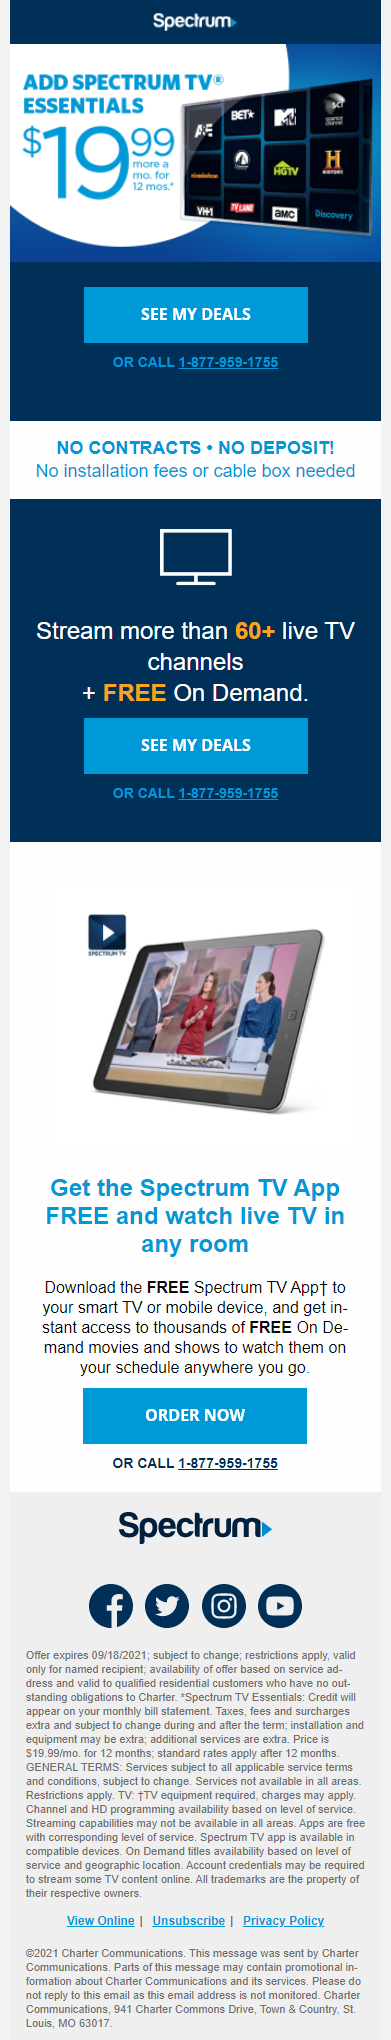 Spectrum
ADD SPECTRUM TV®
ESSENTIALS
$19.99
more a
mo. for
12 mos.*
A&E
BET★
MTV
SCI
science channel
Paramount
nickelodeon
HGTV
H
HISTORY
VH1
TV LAND
aMC
Discovery
SEE MY DEALS
OR CALL 1-877-959-1755
NO CONTRACTS • NO DEPOSIT!
No installation fees or cable box needed
Stream more than 60+ live TV
channels
+ FREE On Demand.
SEE MY DEALS
OR CALL 1-877-959-1755
SPECTRUM TV
Get the Spectrum TV App
FREE and watch live TV in
any room
Download the FREE Spectrum TV App† to
your smart TV or mobile device, and get in-
stant access to thousands of FREE On De-
mand movies and shows to watch them on
your schedule anywhere you go.
ORDER NOW
OR CALL 1-877-959-1755
Spectrum
Offer expires 09/18/2021; subject to change; restrictions apply, valid
only for named recipient; availability of offer based on service ad-
dress and valid to qualified residential customers who have no out-
standing obligations to Charter. *Spectrum TV Essentials: Credit will
appear on your monthly bill statement. Taxes, fees and surcharges
extra and subject to change during and after the term; installation and
equipment may be extra; additional services are extra. Price is
$19.99/mo. for 12 months; standard rates apply after 12 months.
GENERAL TERMS: Services subject to all applicable service terms
and conditions, subject to change. Services not available in all areas.
Restrictions apply. TV: †TV equipment required, charges may apply.
Channel and HD programming availability based on level of service.
Streaming capabilities may not be available in all areas. Apps are free
with corresponding level of service. Spectrum TV app is available in
compatible devices. On Demand titles availability based on level of
service and geographic location. Account credentials may be required
to stream some TV content online. All trademarks are the property of
their respective owners.
View Online | Unsubscribe | Privacy Policy
©2021 Charter Communications. This message was sent by Charter
Communications. Parts of this message may contain promotional in-
formation about Charter Communications and its services. Please do
not reply to this email as this email address is not monitored. Charter
Communications, 941 Charter Commons Drive, Town & Country, St.
Louis, MO 63017.